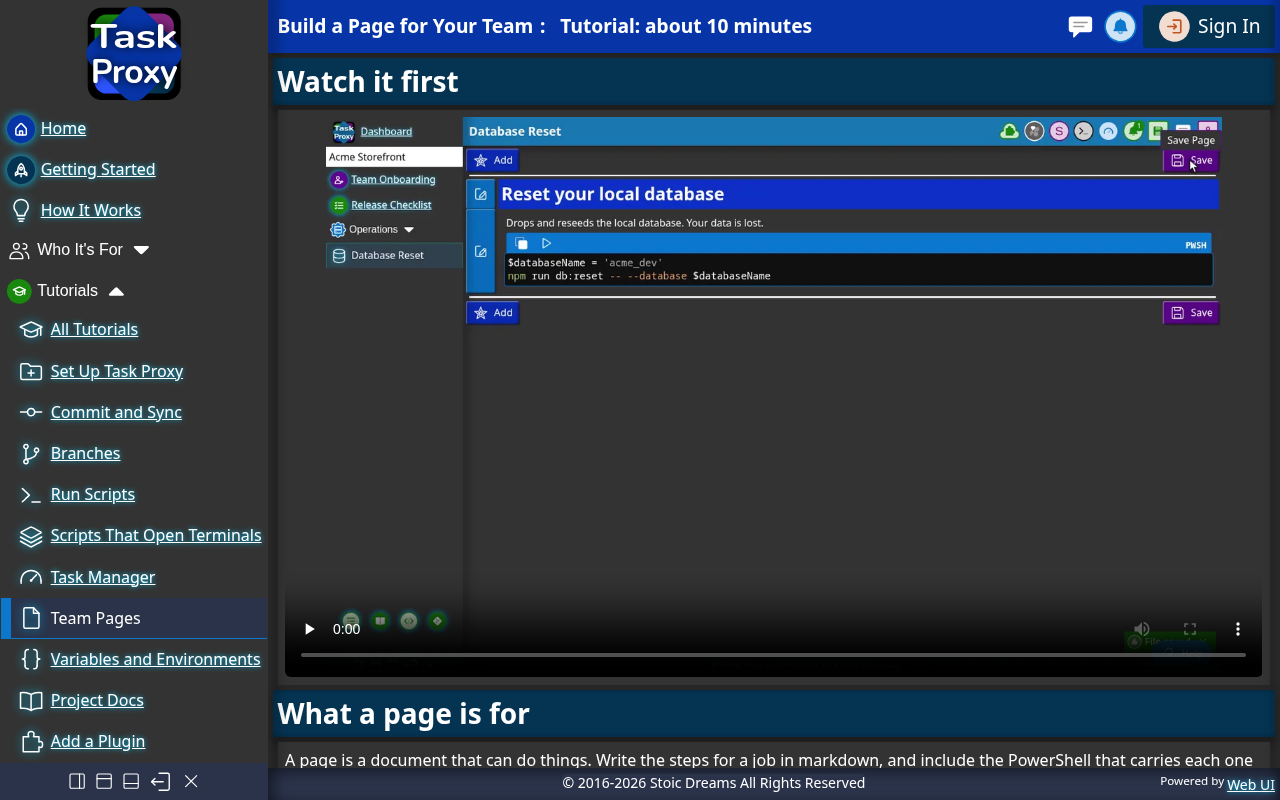 Task
Proxy
Home
Getting Started
How It Works
Who It's For
Tutorials
All Tutorials
Set Up Task Proxy
Commit and Sync
Branches
Run Scripts
Scripts That Open Terminals
Task Manager
Team Pages
Variables and Environments
Project Docs
Add a Plugin
Build a Page for Your Team :   Tutorial: about 10 minutes
Sign In
Watch it first
Task
Proxy
Dashboard
Acme Storefront
Team Onboarding
Release Checklist
Operations
Database Reset
Database Reset
S
1
Save Page
Add
Save
Reset your local database
Drops and reseeds the local database. Your data is lost.
PWSH
$databaseName = 'acme_dev'
npm run db:reset -- --database $databaseName
Add
Save
0:00
What a page is for
A page is a document that can do things. Write the steps for a job in markdown, and include the PowerShell that carries each one
© 2016-2026 Stoic Dreams All Rights Reserved
Powered by Web UI